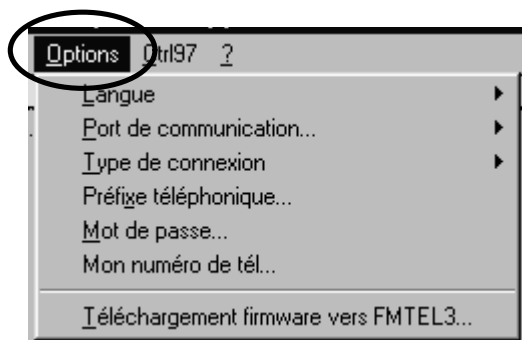 Options Ctrl97 ?
Langue
Port de communication...
Type de connexion
Préfixe téléphonique...
Mot de passe...
Mon numéro de tél...
Téléchargement firmware vers FMTEL3...